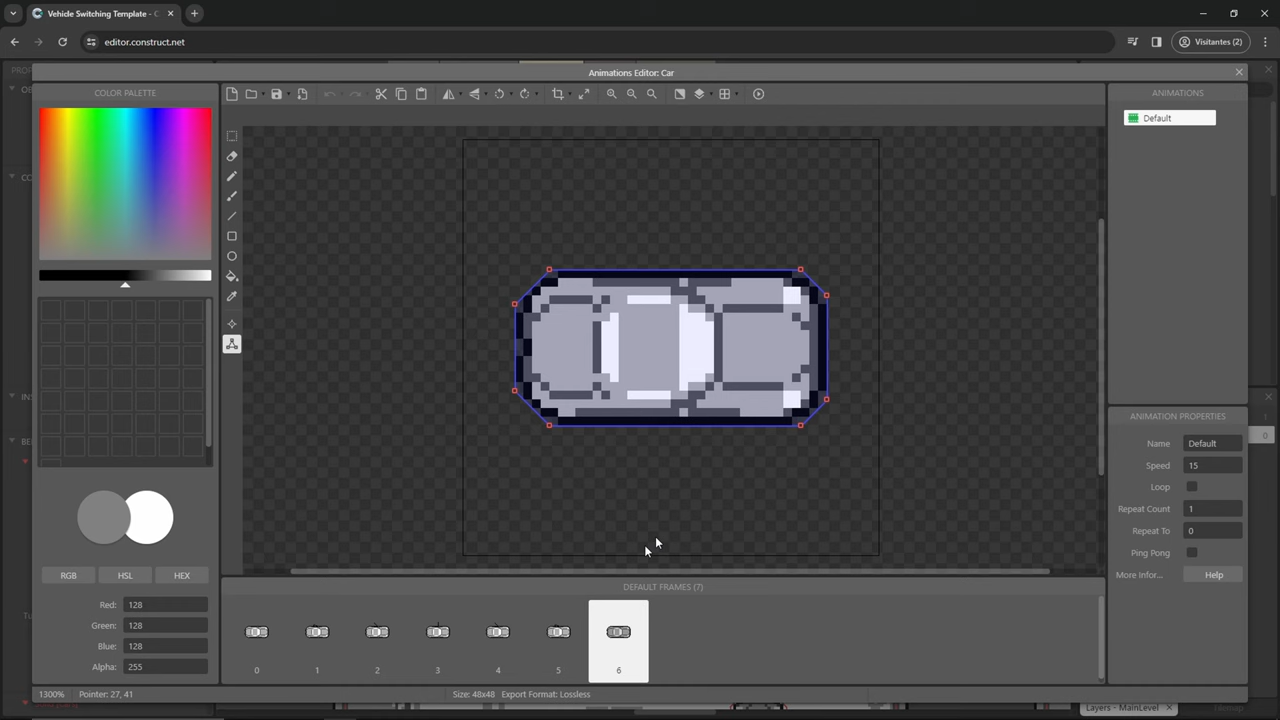 Vehicle Switching Template - C
editor.construct.net
Visitantes (2)
Animations Editor: Car
COLOR PALETTE
ANIMATIONS
Default
ANIMATION PROPERTIES
Name Default
Speed 15
Loop
Repeat Count 1
Repeat To 0
Ping Pong
More Infor... Help
RGB HSL HEX
Red: 128
Green: 128
Blue: 128
Alpha: 255
DEFAULT FRAMES (7)
0 1 2 3 4 5 6
1300% Pointer: 27, 41 Size: 48x48 Export Format: Lossless
Layers - MainLevel
Tilemap